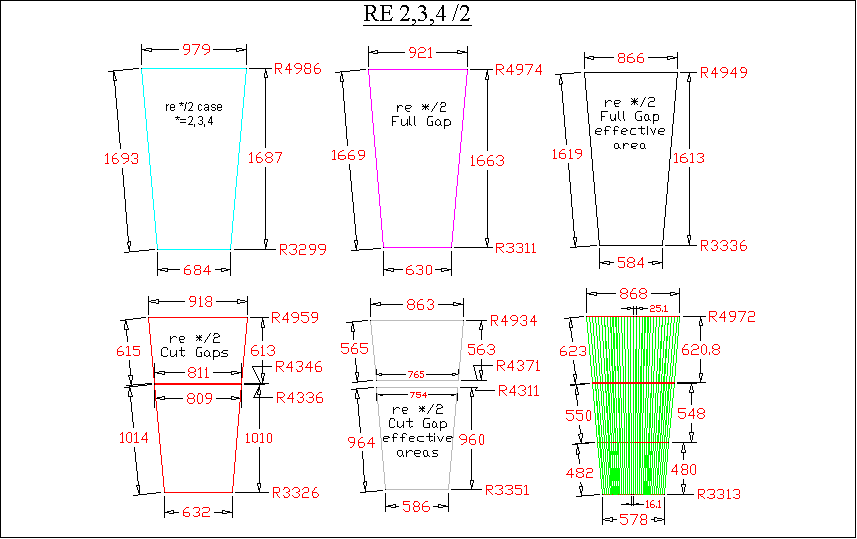 RE 2,3,4 /2
979
R4986
re */2 case
*=2,3,4
1693
1687
R3299
684
921
R4974
re */2
Full Gap
1669
1663
R3311
630
866
R4949
re */2
Full Gap
effective
area
1619
1613
R3336
584
918
R4959
re */2
Cut Gaps
615
613
811
R4346
809
R4336
1014
1010
R3326
632
863
R4934
565
563
765
R4371
754
R4311
re */2
Cut Gap
effective
areas
964
960
R3351
586
868
25.1
R4972
623
620.8
550
548
482
480
R3313
16.1
578